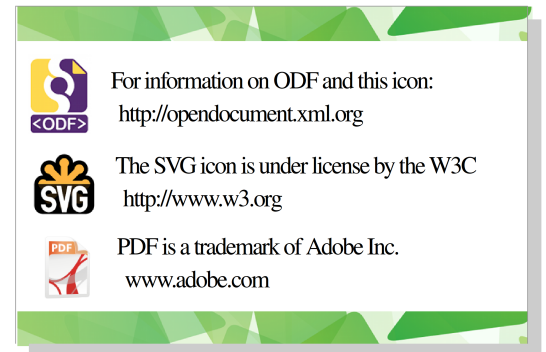 <ODF>
For information on ODF and this icon:
http://opendocument.xml.org
SVG
The SVG icon is under license by the W3C
http://www.w3.org
PDF
PDF is a trademark of Adobe Inc.
www.adobe.com